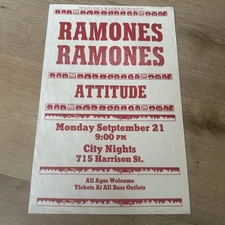 RAMONES
RAMONES
ATTITUDE
Monday Setptember 21
9:00 PM
City Nights
715 Harrison St.
All Ages Welcome
Tickets At All Bass Outlets